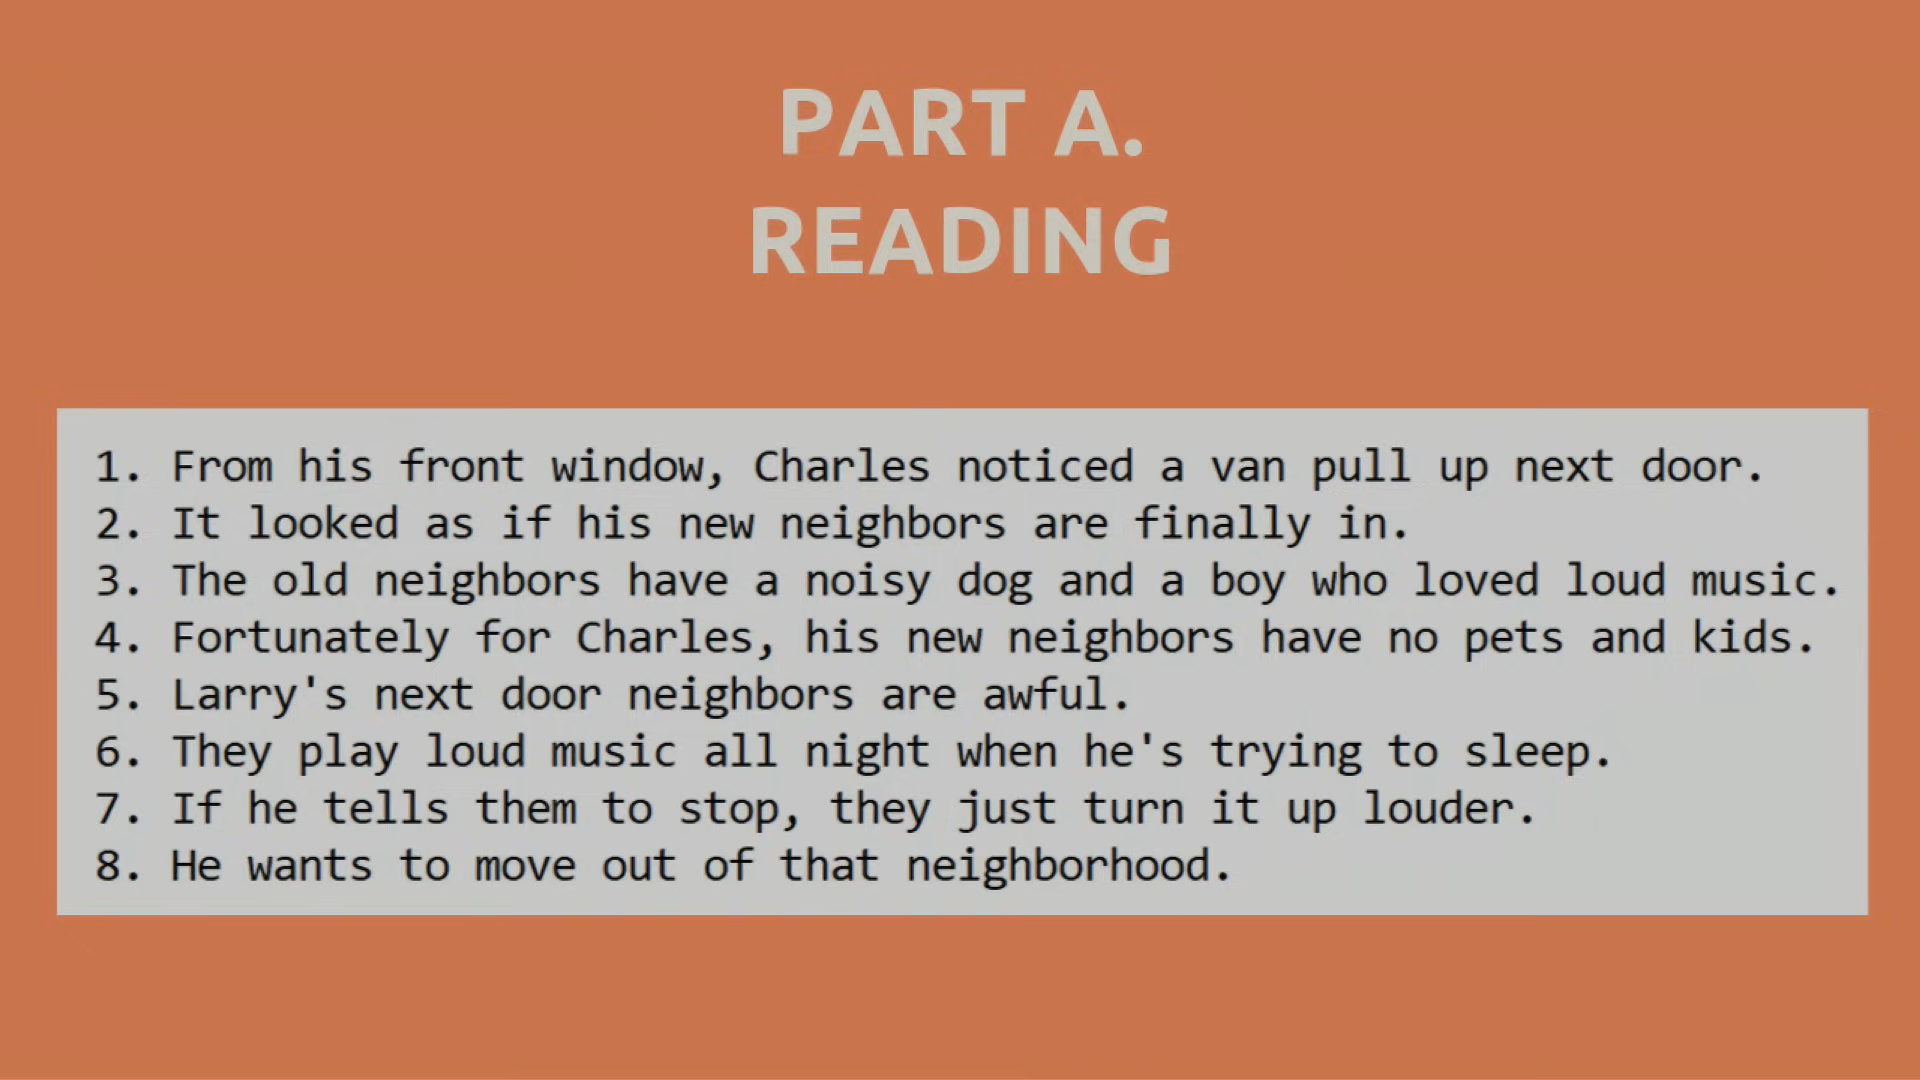 PART A.
READING
1. From his front window, Charles noticed a van pull up next door.
2. It looked as if his new neighbors are finally in.
3. The old neighbors have a noisy dog and a boy who loved loud music.
4. Fortunately for Charles, his new neighbors have no pets and kids.
5. Larry's next door neighbors are awful.
6. They play loud music all night when he's trying to sleep.
7. If he tells them to stop, they just turn it up louder.
8. He wants to move out of that neighborhood.